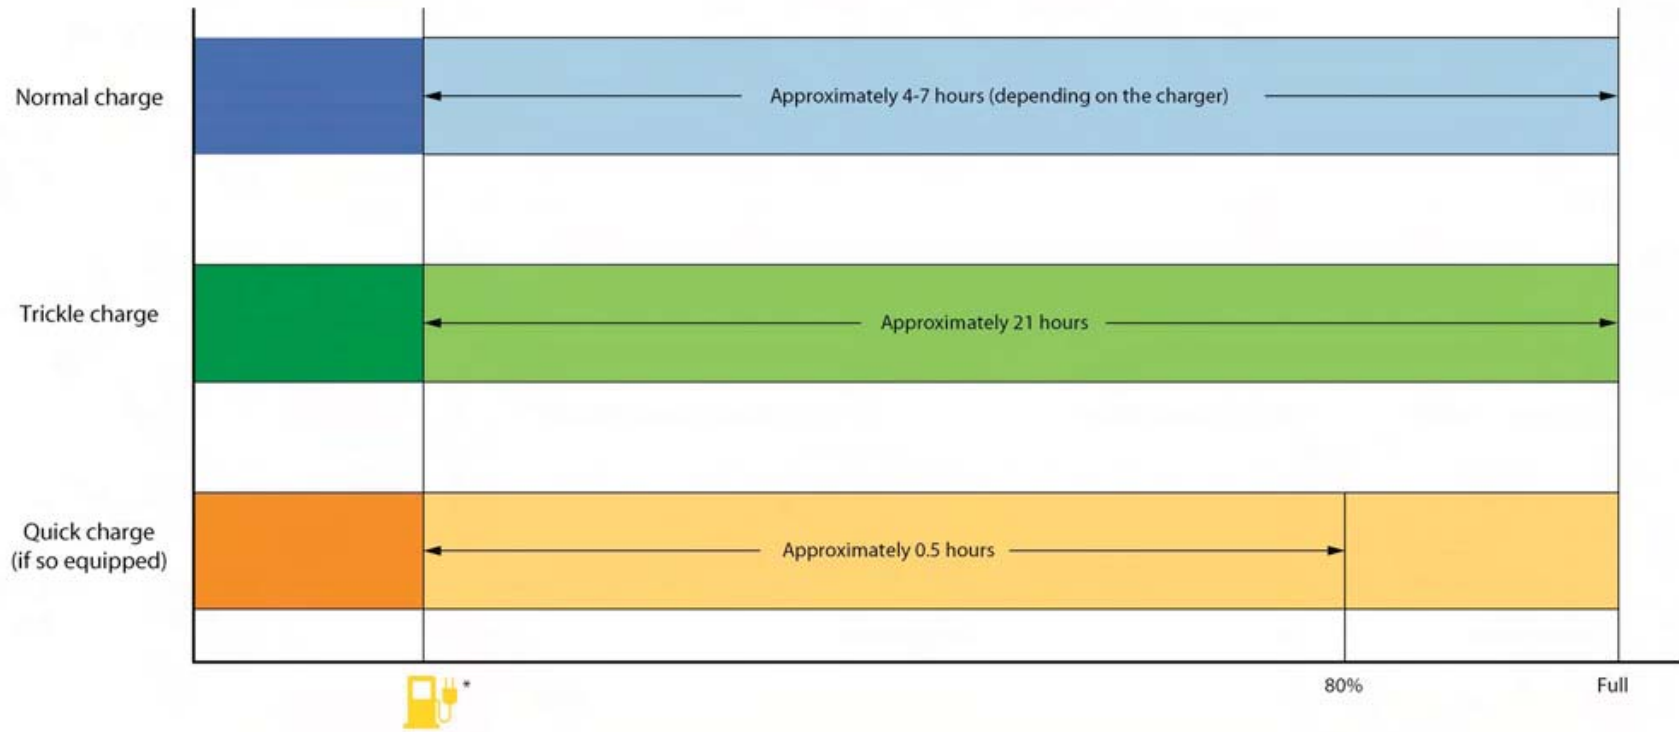 Normal charge
Approximately 4-7 hours (depending on the charger)
Trickle charge
Approximately 21 hours
Quick charge
(if so equipped)
Approximately 0.5 hours
*
80%
Full